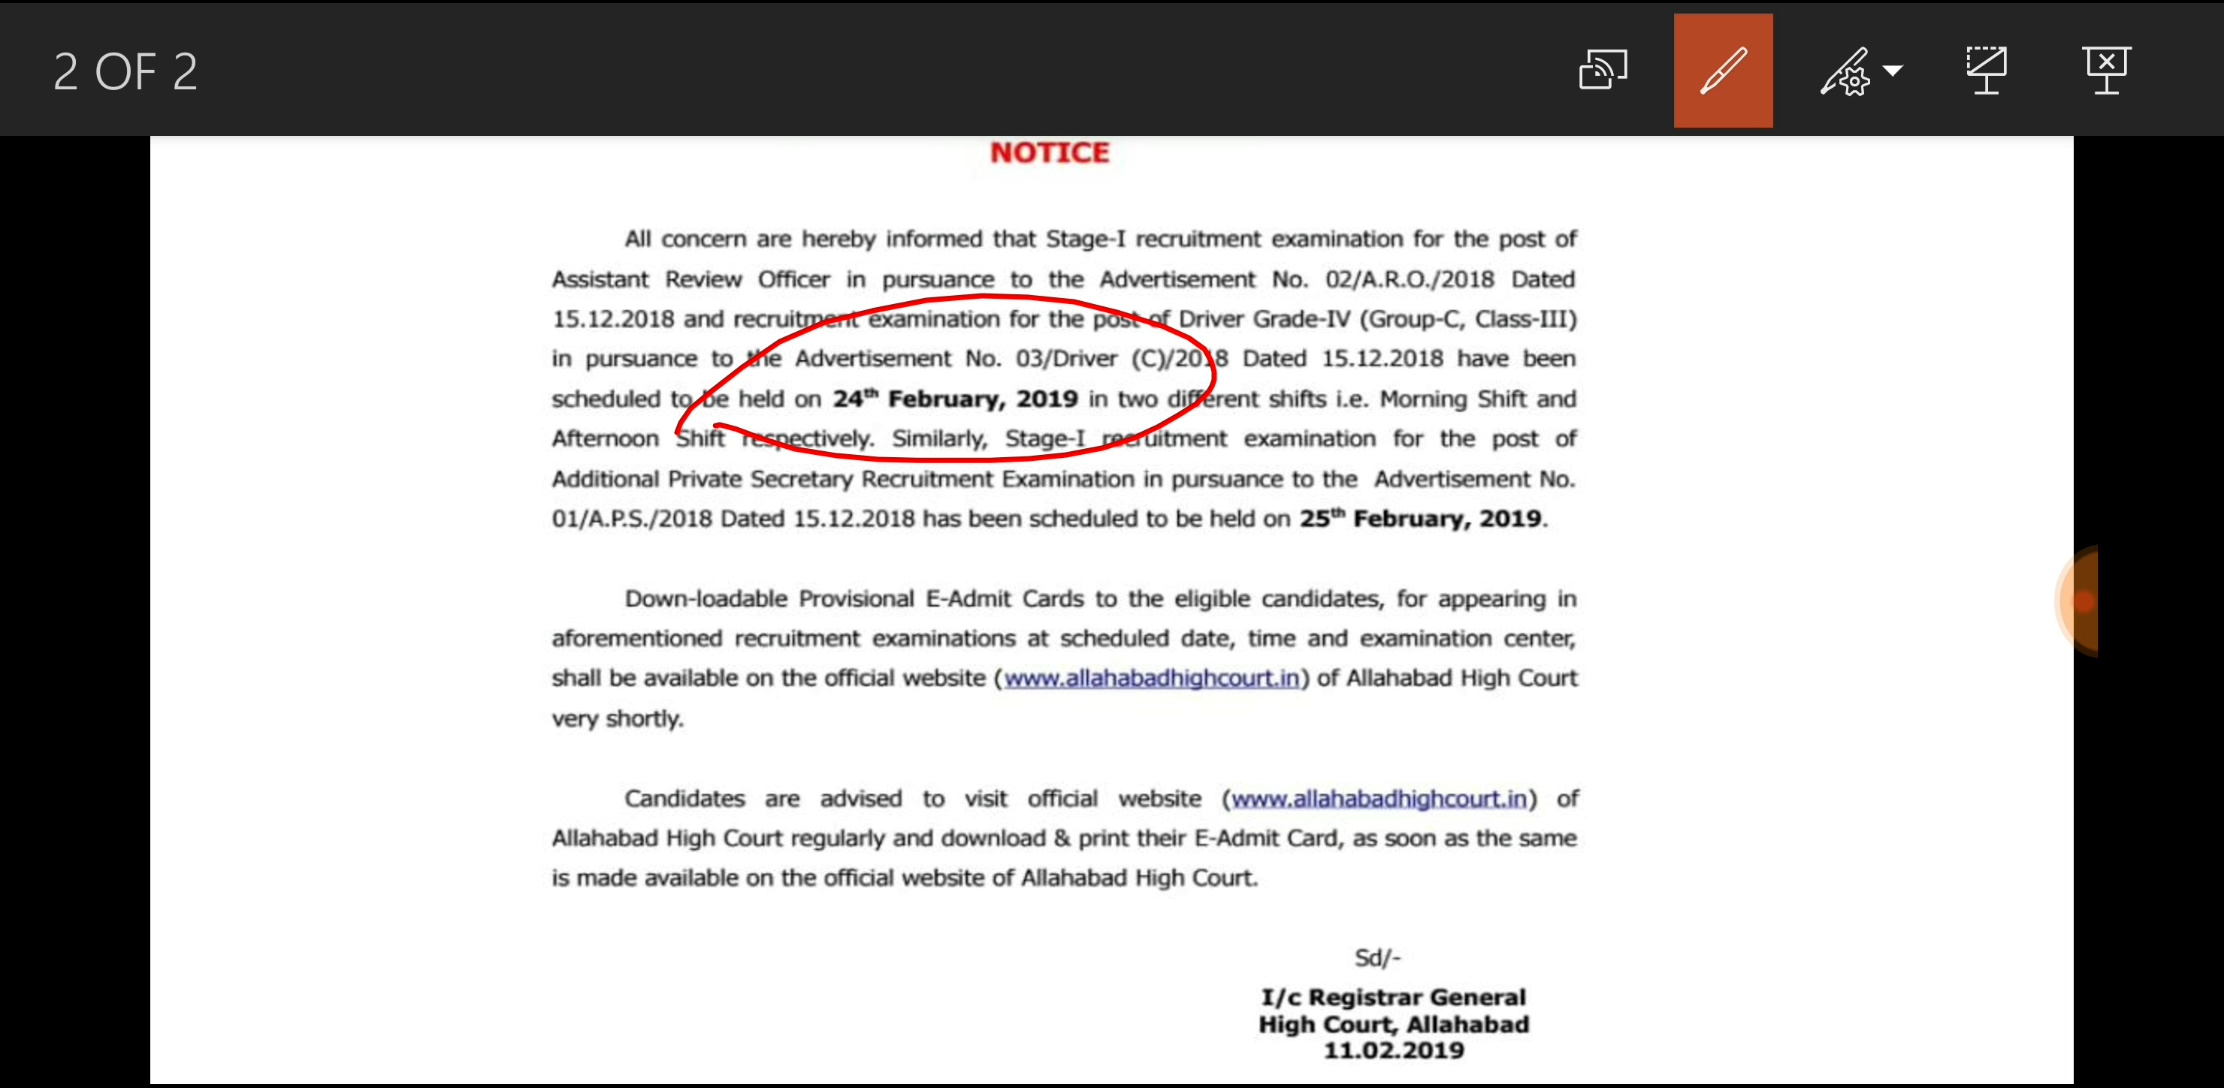 2 OF 2
NOTICE
All concern are hereby informed that Stage-I recruitment examination for the post of
Assistant Review Officer in pursuance to the Advertisement No. 02/A.R.O./2018 Dated
15.12.2018 and recruitment examination for the post of Driver Grade-IV (Group-C, Class-III)
in pursuance to the Advertisement No. 03/Driver (C)/2018 Dated 15.12.2018 have been
scheduled to be held on 24th February, 2019 in two different shifts i.e. Morning Shift and
Afternoon Shift respectively. Similarly, Stage-I recruitment examination for the post of
Additional Private Secretary Recruitment Examination in pursuance to the Advertisement No.
01/A.P.S./2018 Dated 15.12.2018 has been scheduled to be held on 25th February, 2019.
Down-loadable Provisional E-Admit Cards to the eligible candidates, for appearing in
aforementioned recruitment examinations at scheduled date, time and examination center,
shall be available on the official website (www.allahabadhighcourt.in) of Allahabad High Court
very shortly.
Candidates are advised to visit official website (www.allahabadhighcourt.in) of
Allahabad High Court regularly and download & print their E-Admit Card, as soon as the same
is made available on the official website of Allahabad High Court.
Sd/-
I/c Registrar General
High Court, Allahabad
11.02.2019